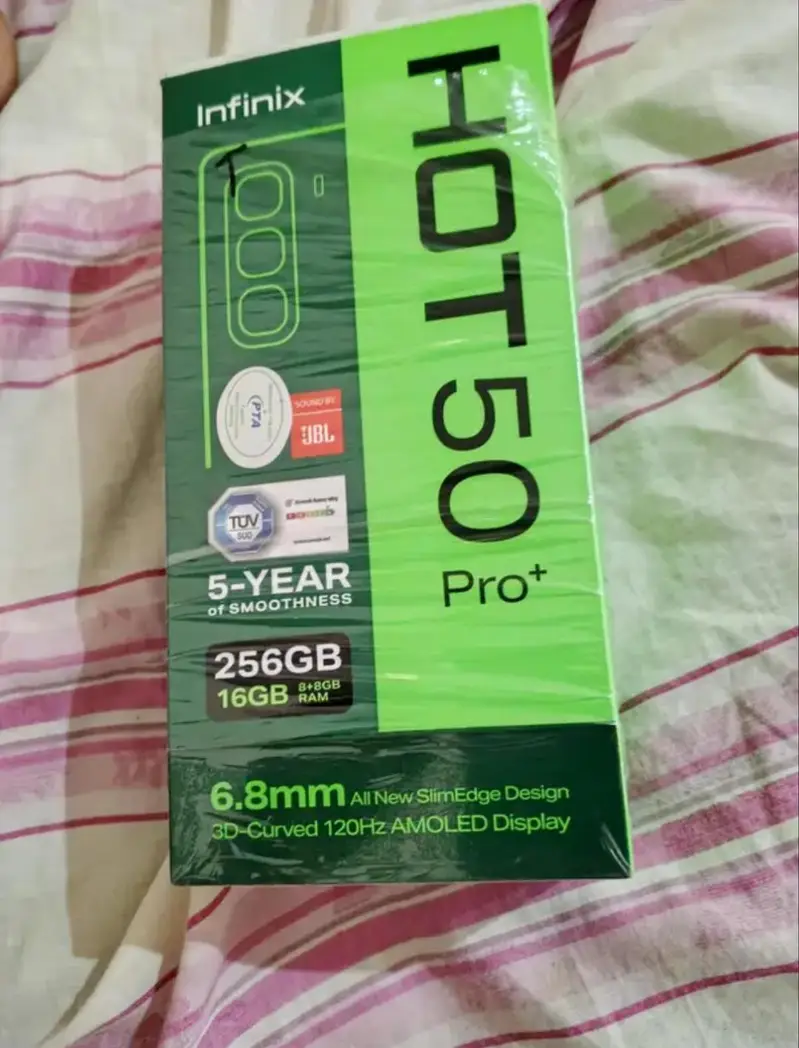 Infinix
T
HOT 50
Pro+
PTA
SOUND BY
JBL
TÜV
SÜD
5-YEAR
of SMOOTHNESS
256GB
16GB 8+8GB RAM
6.8mm All New SlimEdge Design
3D-Curved 120Hz AMOLED Display